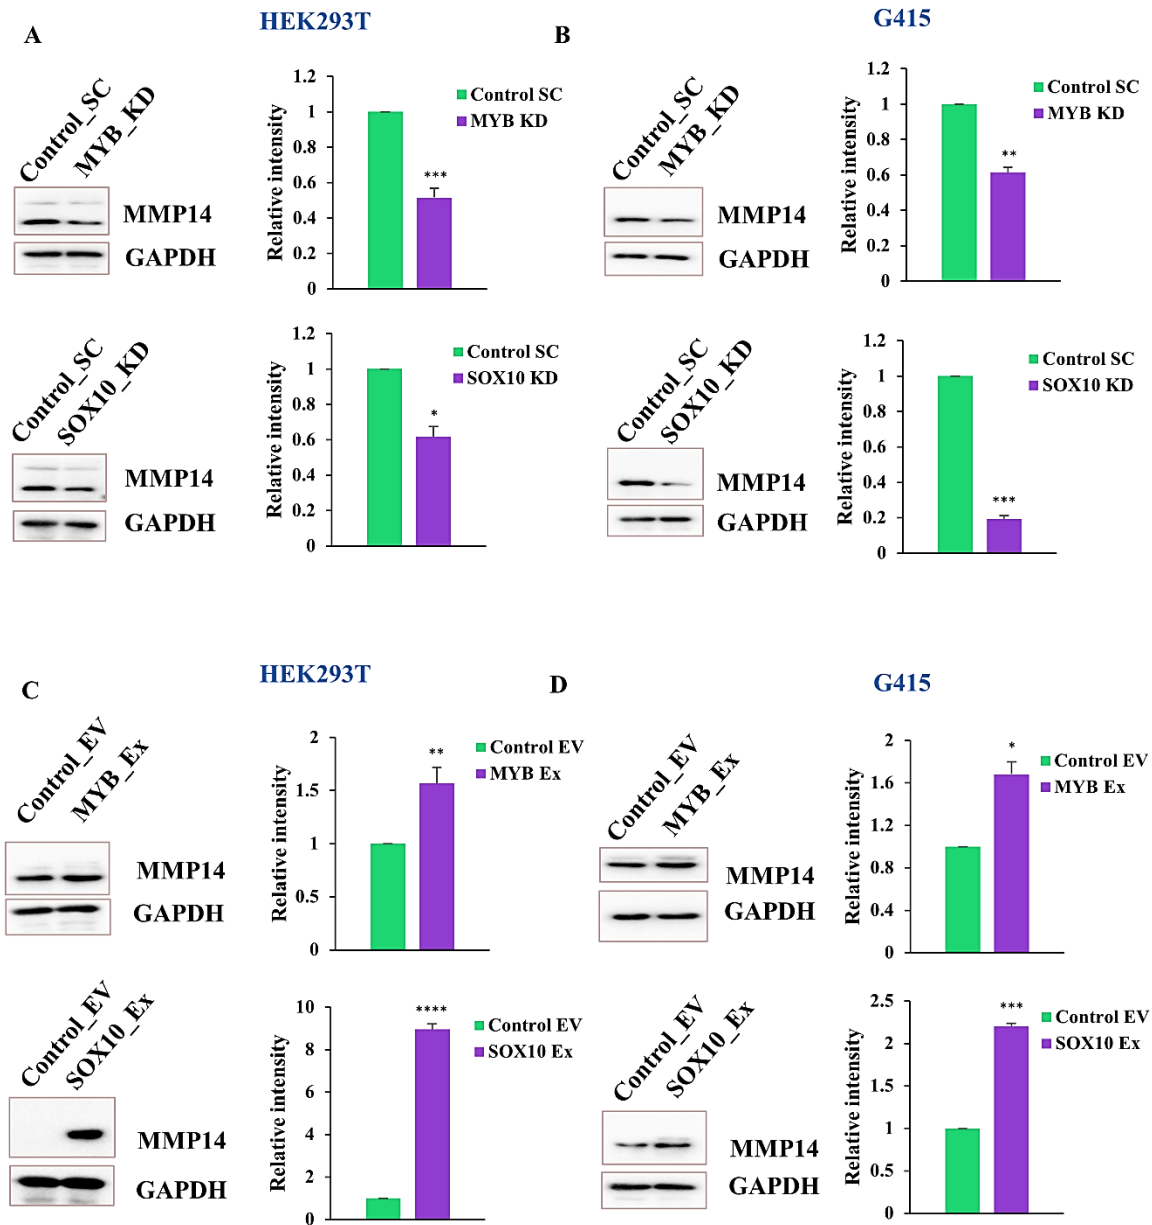 A
HEK293T
Control_SC
MYB_KD
MMP14
GAPDH
Relative intensity
1.2
1
0.8
0.6
0.4
0.2
0
***
Control SC
MYB KD
Control_SC
SOX10_KD
MMP14
GAPDH
Relative intensity
1.2
1
0.8
0.6
0.4
0.2
0
*
Control SC
SOX10 KD
B
G415
Control_SC
MYB_KD
MMP14
GAPDH
Relative intensity
1.2
1
0.8
0.6
0.4
0.2
0
**
Control SC
MYB KD
Control_SC
SOX10_KD
MMP14
GAPDH
Relative intensity
1.2
1
0.8
0.6
0.4
0.2
0
***
Control SC
SOX10 KD
C
HEK293T
Control_EV
MYB_Ex
MMP14
GAPDH
Relative intensity
2
1.5
1
0.5
0
**
Control EV
MYB Ex
Control_EV
SOX10_Ex
MMP14
GAPDH
Relative intensity
10
8
6
4
2
0
****
Control EV
SOX10 Ex
D
G415
Control_EV
MYB_Ex
MMP14
GAPDH
Relative intensity
2
1.6
1.2
0.8
0.4
0
*
Control EV
MYB Ex
Control_EV
SOX10_Ex
MMP14
GAPDH
Relative intensity
2.5
2
1.5
1
0.5
0
***
Control EV
SOX10 Ex